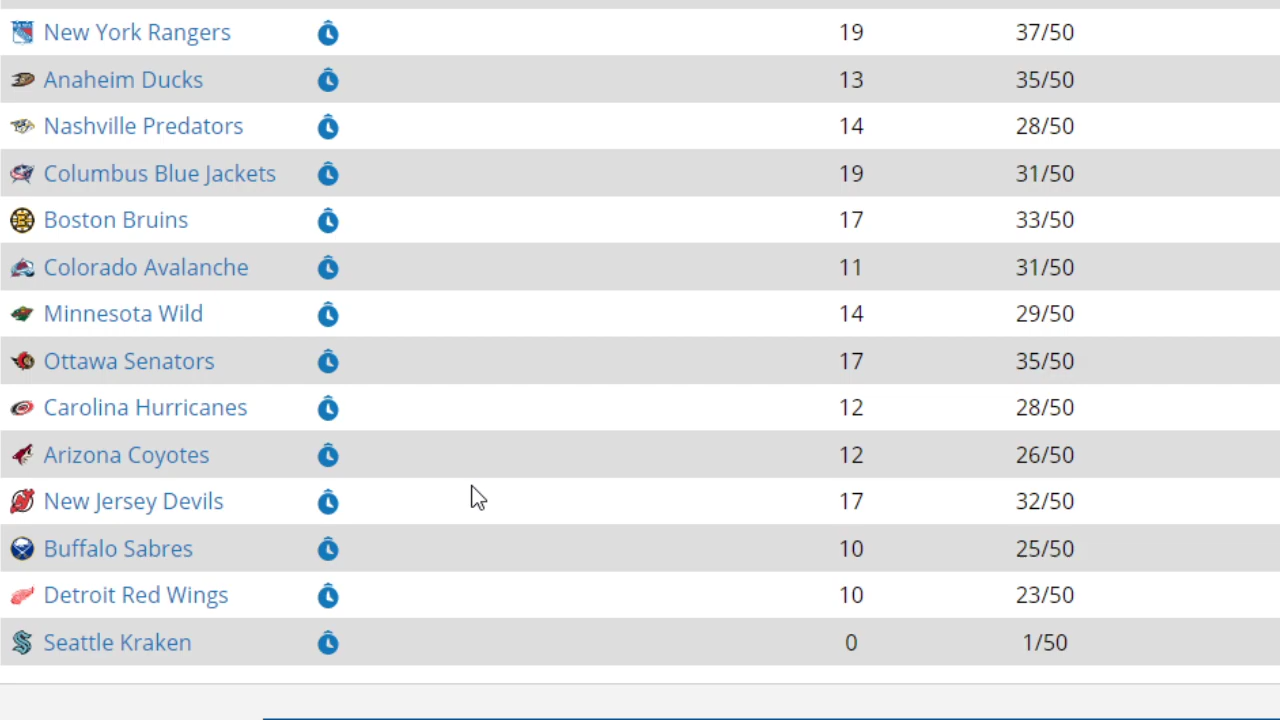 New York Rangers 19 37/50
Anaheim Ducks 13 35/50
Nashville Predators 14 28/50
Columbus Blue Jackets 19 31/50
Boston Bruins 17 33/50
Colorado Avalanche 11 31/50
Minnesota Wild 14 29/50
Ottawa Senators 17 35/50
Carolina Hurricanes 12 28/50
Arizona Coyotes 12 26/50
New Jersey Devils 17 32/50
Buffalo Sabres 10 25/50
Detroit Red Wings 10 23/50
Seattle Kraken 0 1/50